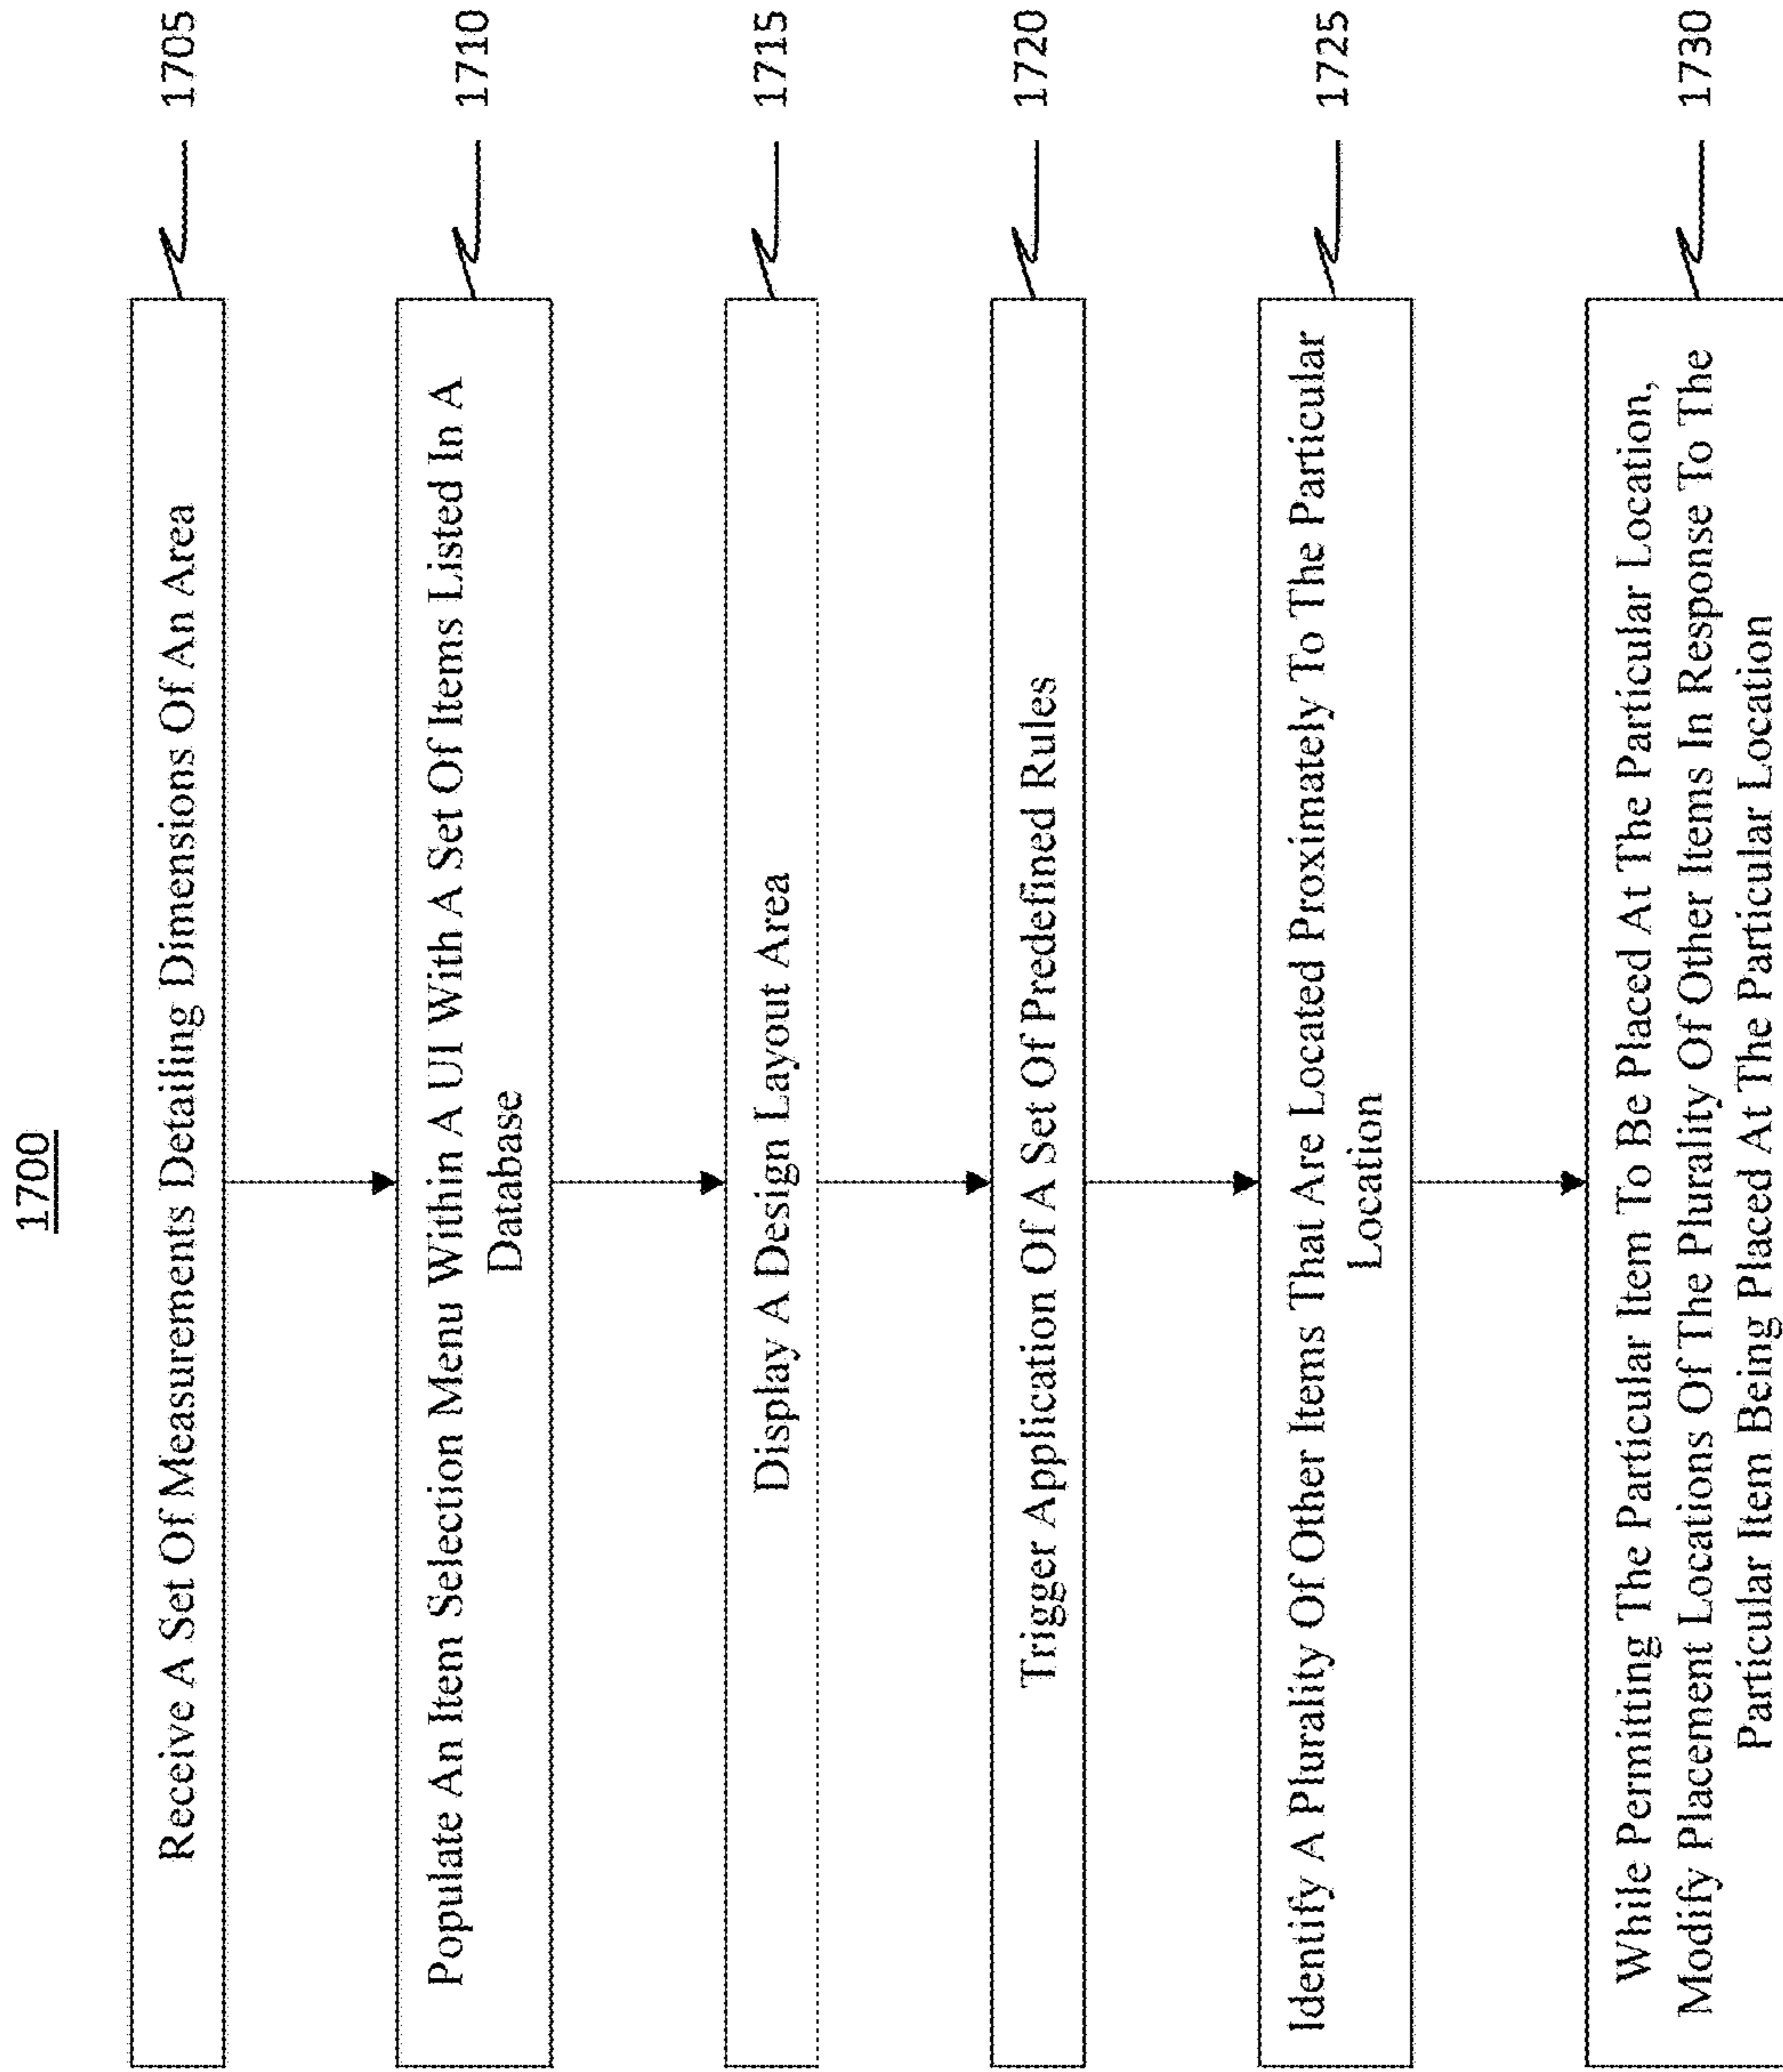 1700
Receive A Set Of Measurements Detailing Dimensions Of An Area
1705
Populate An Item Selection Menu Within A UI With A Set Of Items Listed In A
Database
1710
Display A Design Layout Area
1715
Trigger Application Of A Set Of Predefined Rules
1720
Identify A Plurality Of Other Items That Are Located Proximately To The Particular
Location
1725
While Permitting The Particular Item To Be Placed At The Particular Location,
Modify Placement Locations Of The Plurality Of Other Items In Response To The
Particular Item Being Placed At The Particular Location
1730